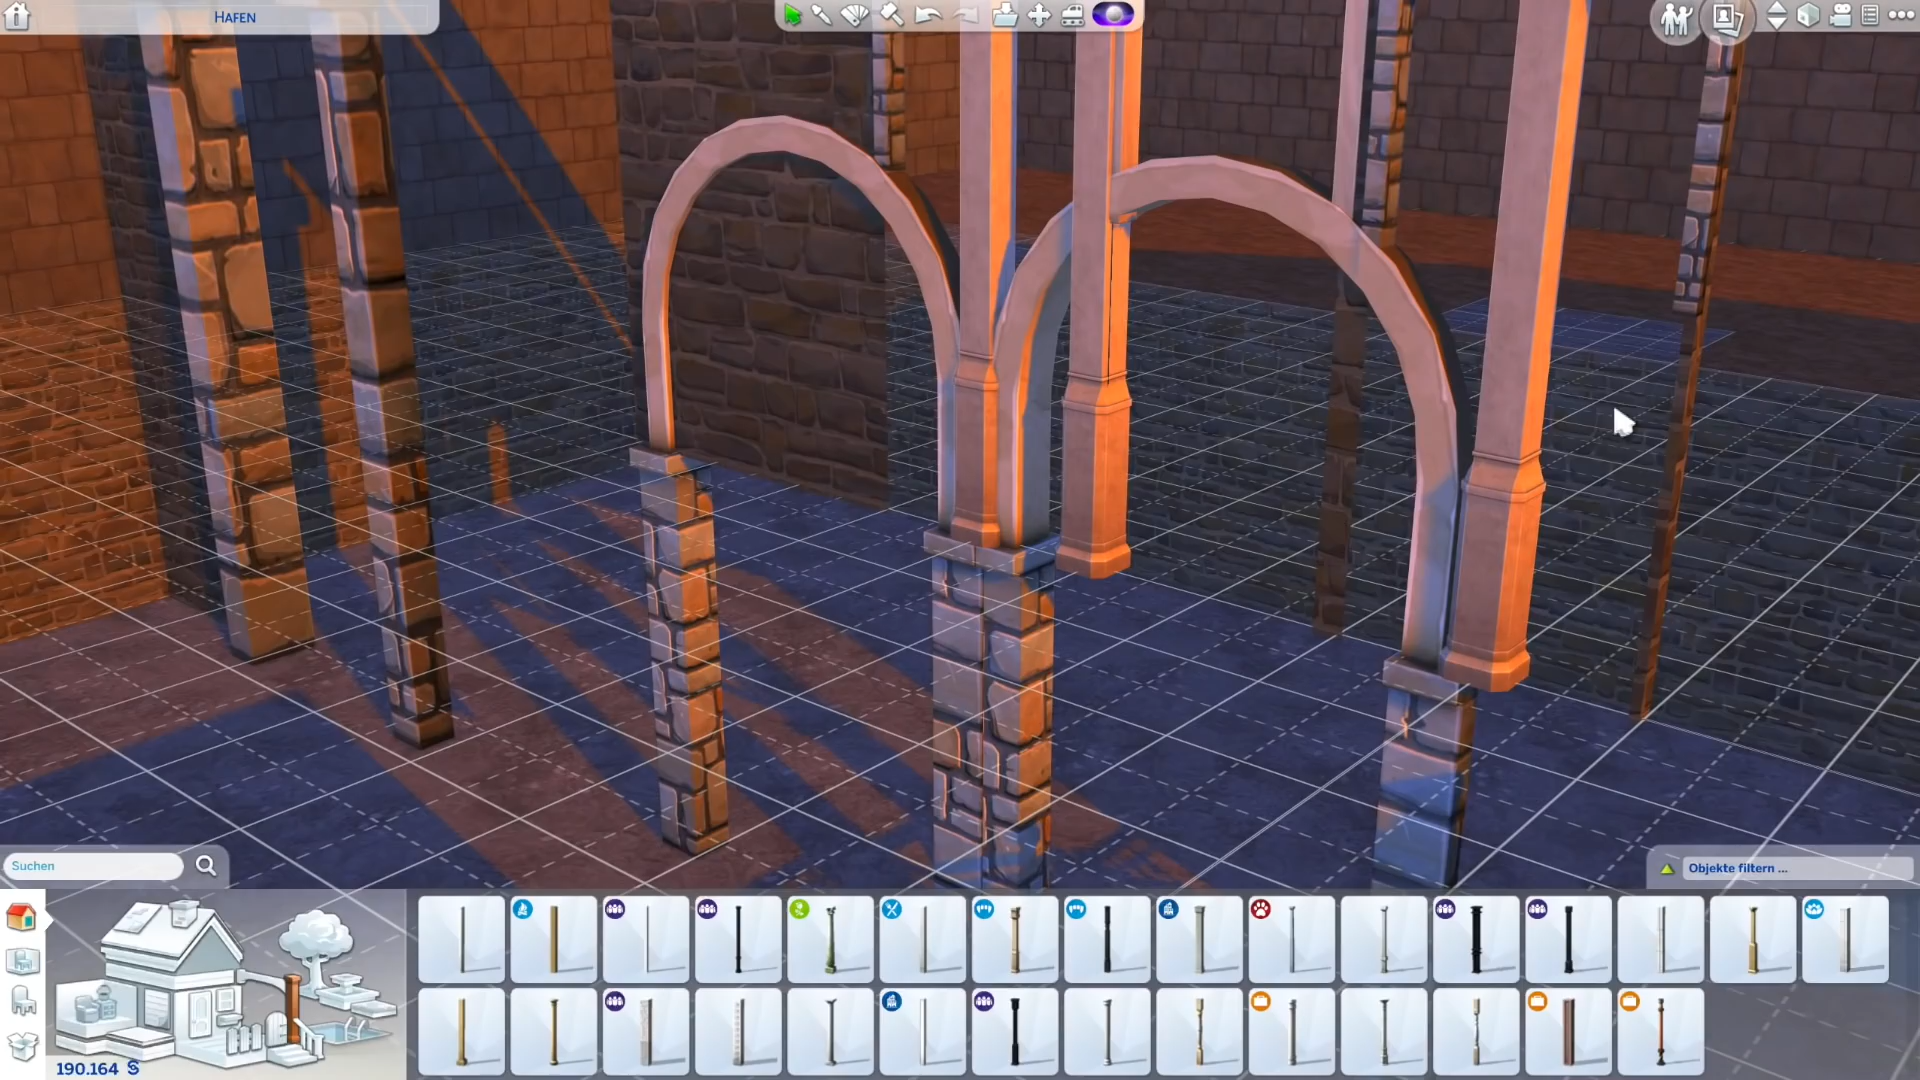 HAFEN
Suchen
Objekte filtern ...
190.164 §